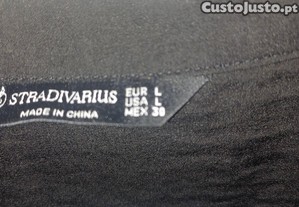 CustoJusto.pt
STRADIVARIUS
MADE IN CHINA
EUR L
USA L
MEX 30